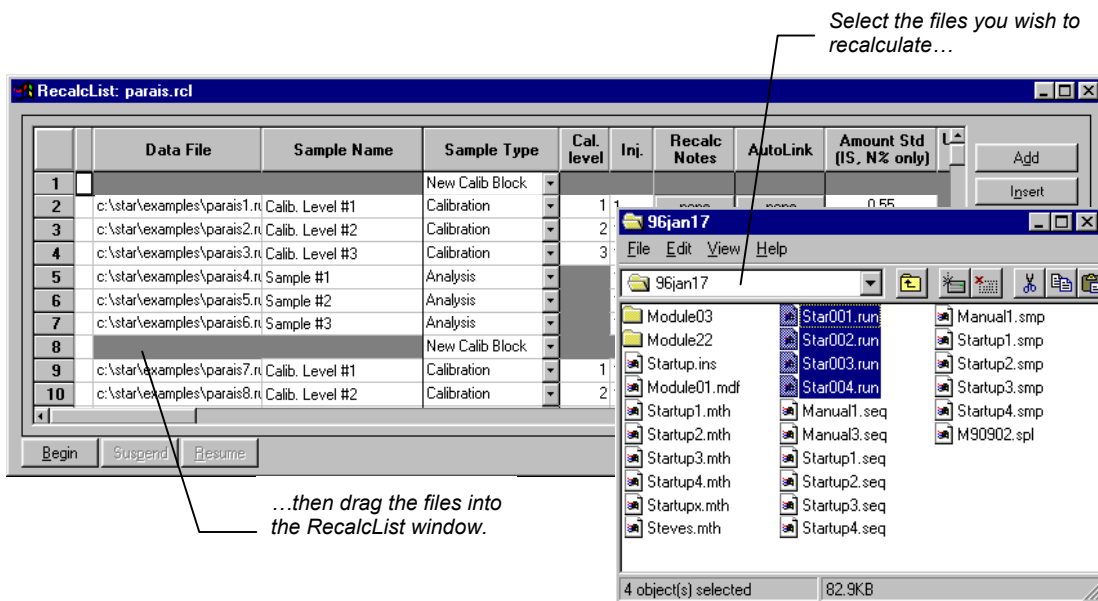 Select the files you wish to
recalculate…
RecalcList: parais.rcl
Data File Sample Name Sample Type Cal. level Inj. Recalc Notes AutoLink Amount Std (IS, N% only)
Add
Insert
1 New Calib Block
2 c:\star\examples\parais1.ru Calib. Level #1 Calibration 1 1 none none 0.55
3 c:\star\examples\parais2.ru Calib. Level #2 Calibration 2
4 c:\star\examples\parais3.ru Calib. Level #3 Calibration 3
5 c:\star\examples\parais4.ru Sample #1 Analysis
6 c:\star\examples\parais5.ru Sample #2 Analysis
7 c:\star\examples\parais6.ru Sample #3 Analysis
8 New Calib Block
9 c:\star\examples\parais7.ru Calib. Level #1 Calibration 1
10 c:\star\examples\parais8.ru Calib. Level #2 Calibration 2
Begin Suspend Resume
…then drag the files into
the RecalcList window.
96jan17
File Edit View Help
96jan17
Module03 Star001.run Manual1.smp
Module22 Star002.run Startup1.smp
Startup.ins Star003.run Startup2.smp
Module01.mdf Star004.run Startup3.smp
Startup1.mth Manual1.seq Startup4.smp
Startup2.mth Manual3.seq M90902.spl
Startup3.mth Startup1.seq
Startup4.mth Startup2.seq
Startupx.mth Startup3.seq
Steves.mth Startup4.seq
4 object(s) selected 82.9KB